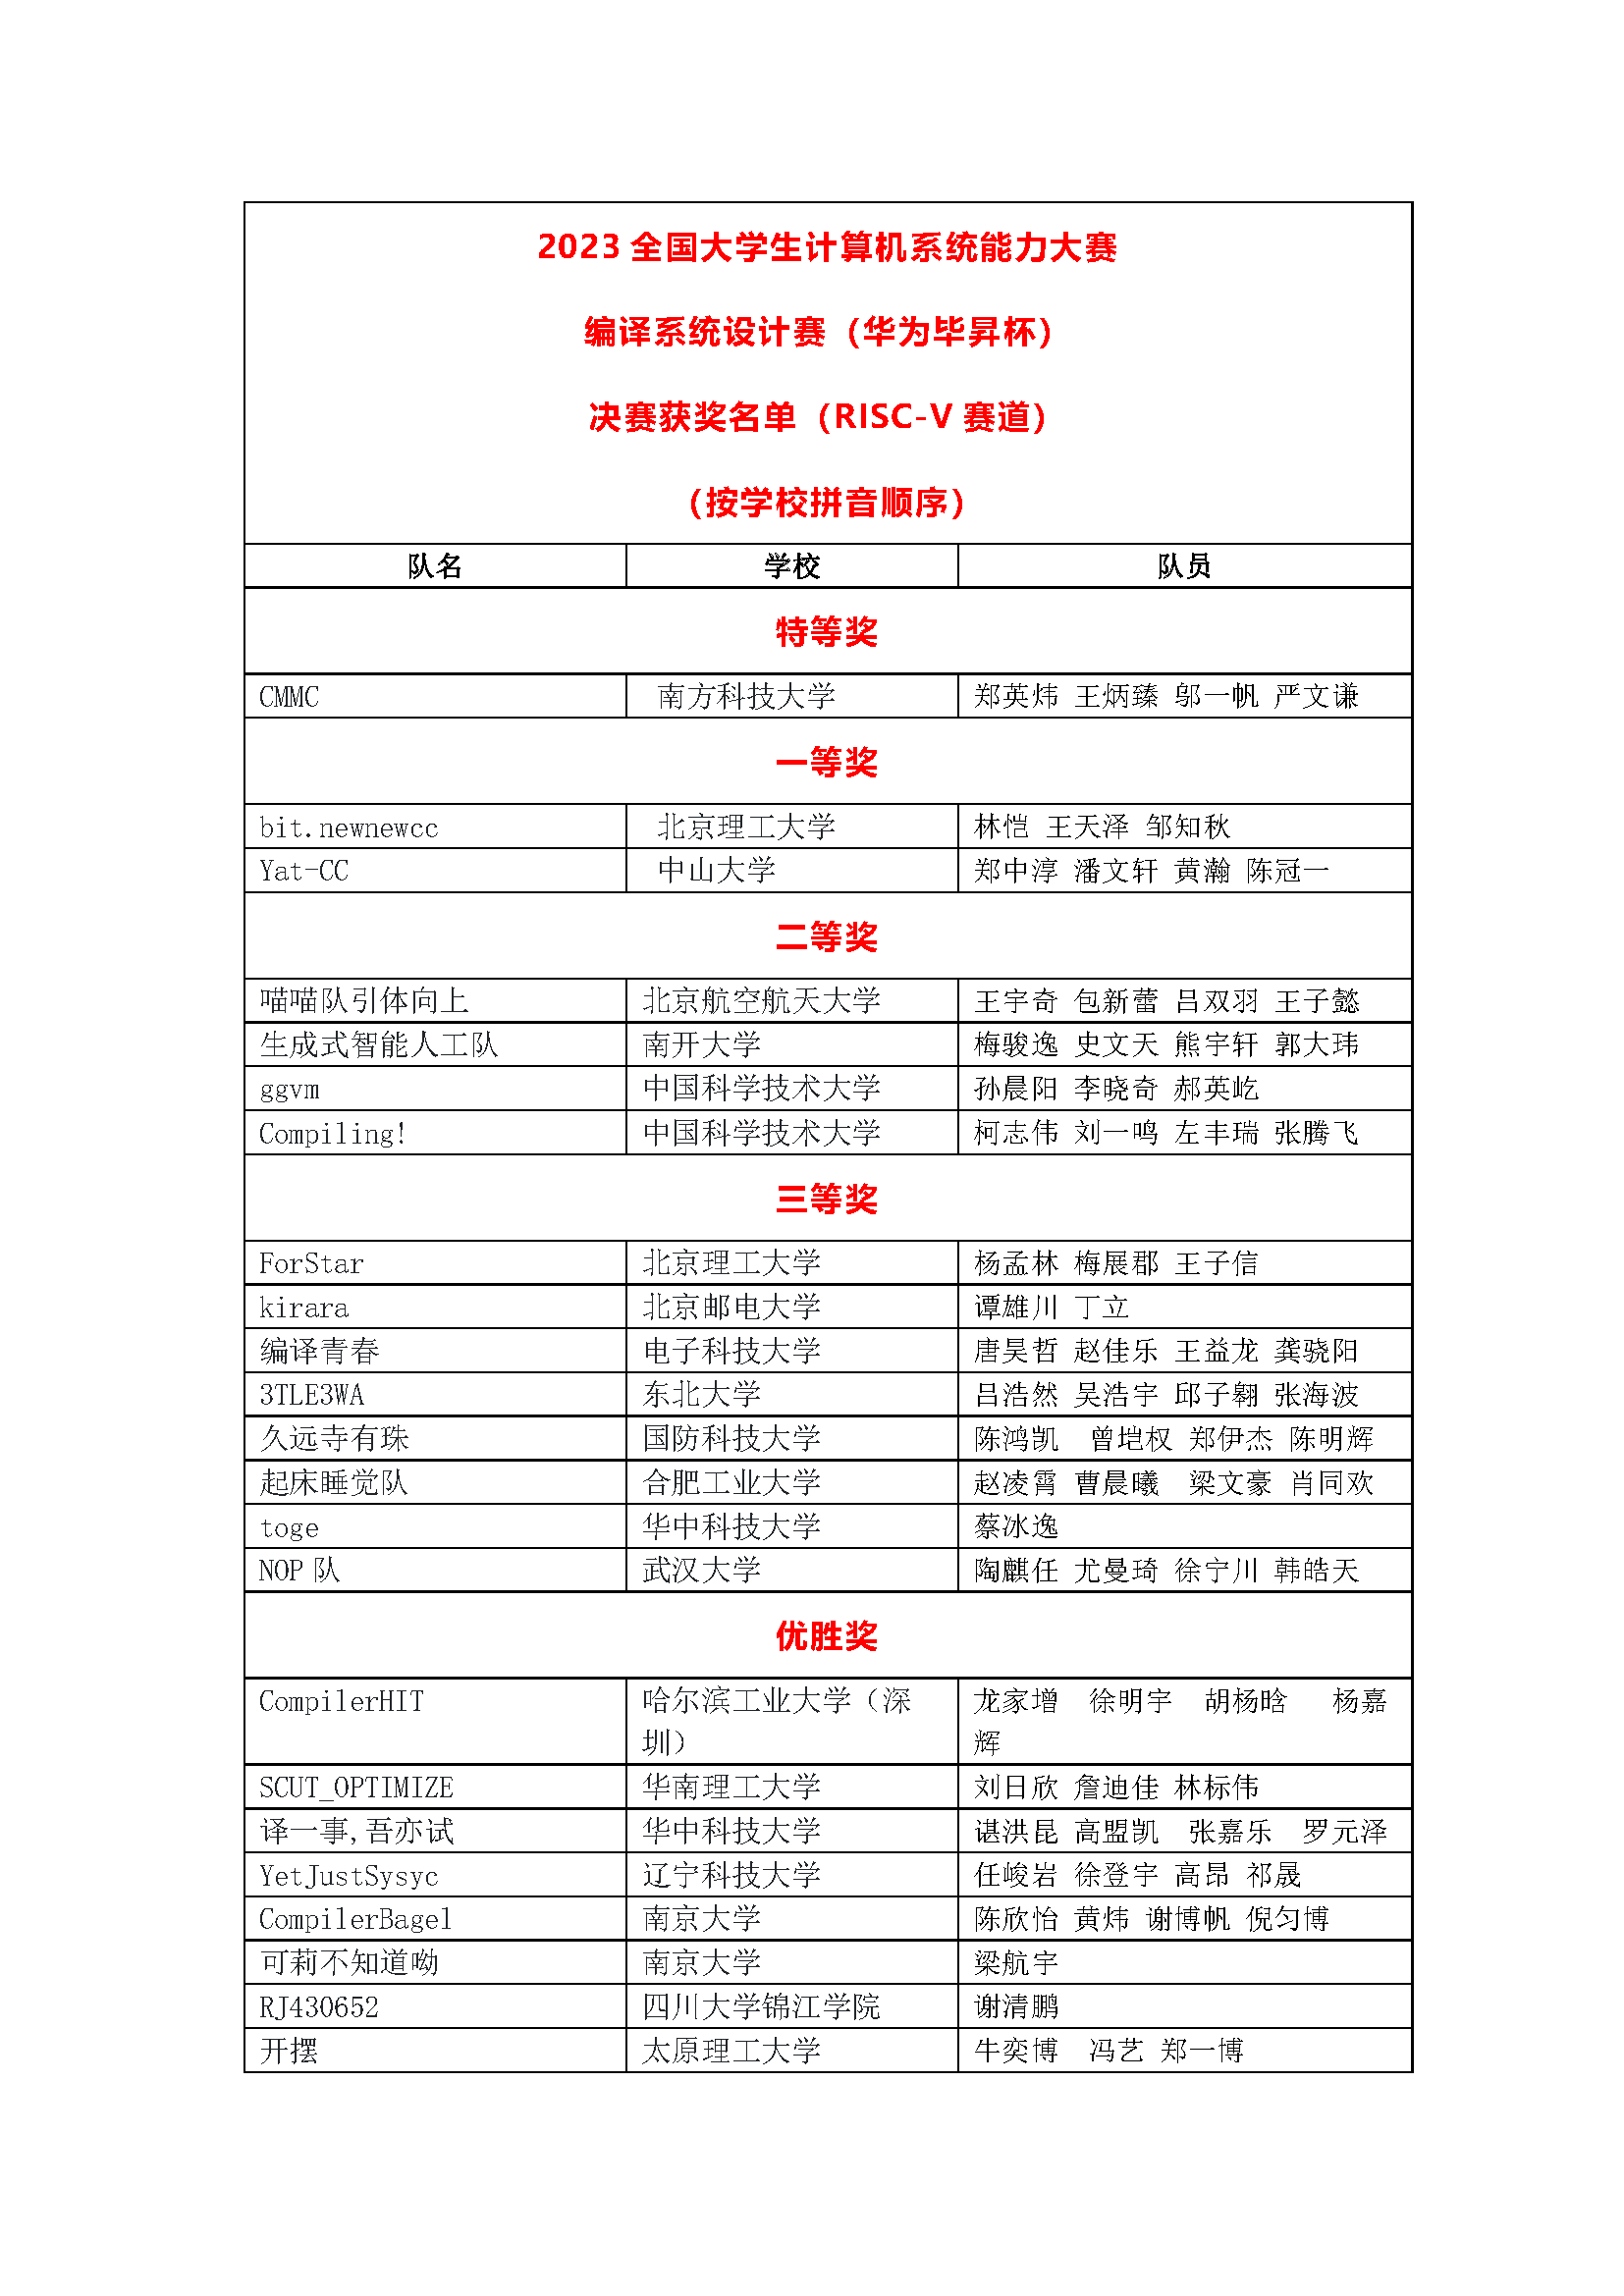 2023 全国大学生计算机系统能力大赛
编译系统设计赛（华为毕昇杯）
决赛获奖名单（RISC-V 赛道）
（按学校拼音顺序）
队名 学校 队员
特等奖
CMMC 南方科技大学 郑英炜 王炳臻 邬一帆 严文谦
一等奖
bit.newnewcc 北京理工大学 林恺 王天泽 邹知秋
Yat-CC 中山大学 郑中淳 潘文轩 黄瀚 陈冠一
二等奖
喵喵队引体向上 北京航空航天大学 王宇奇 包新蕾 吕双羽 王子懿
生成式智能人工队 南开大学 梅骏逸 史文天 熊宇轩 郭大玮
ggvm 中国科学技术大学 孙晨阳 李晓奇 郝英屹
Compiling! 中国科学技术大学 柯志伟 刘一鸣 左丰瑞 张腾飞
三等奖
ForStar 北京理工大学 杨孟林 梅展郡 王子信
kirara 北京邮电大学 谭雄川 丁立
编译青春 电子科技大学 唐昊哲 赵佳乐 王益龙 龚骁阳
3TLE3WA 东北大学 吕浩然 吴浩宇 邱子翱 张海波
久远寺有珠 国防科技大学 陈鸿凯 曾垲权 郑伊杰 陈明辉
起床睡觉队 合肥工业大学 赵凌霄 曹晨曦 梁文豪 肖同欢
toge 华中科技大学 蔡冰逸
NOP 队 武汉大学 陶麒任 尤曼琦 徐宁川 韩皓天
优胜奖
CompilerHIT 哈尔滨工业大学（深 龙家增 徐明宇 胡杨晗 杨嘉
圳） 辉
SCUT_OPTIMIZE 华南理工大学 刘日欣 詹迪佳 林标伟
译一事,吾亦试 华中科技大学 谌洪昆 高盟凯 张嘉乐 罗元泽
YetJustSysyc 辽宁科技大学 任峻岩 徐登宇 高昂 祁晟
CompilerBagel 南京大学 陈欣怡 黄炜 谢博帆 倪匀博
可莉不知道呦 南京大学 梁航宇
RJ430652 四川大学锦江学院 谢清鹏
开摆 太原理工大学 牛奕博 冯艺 郑一博